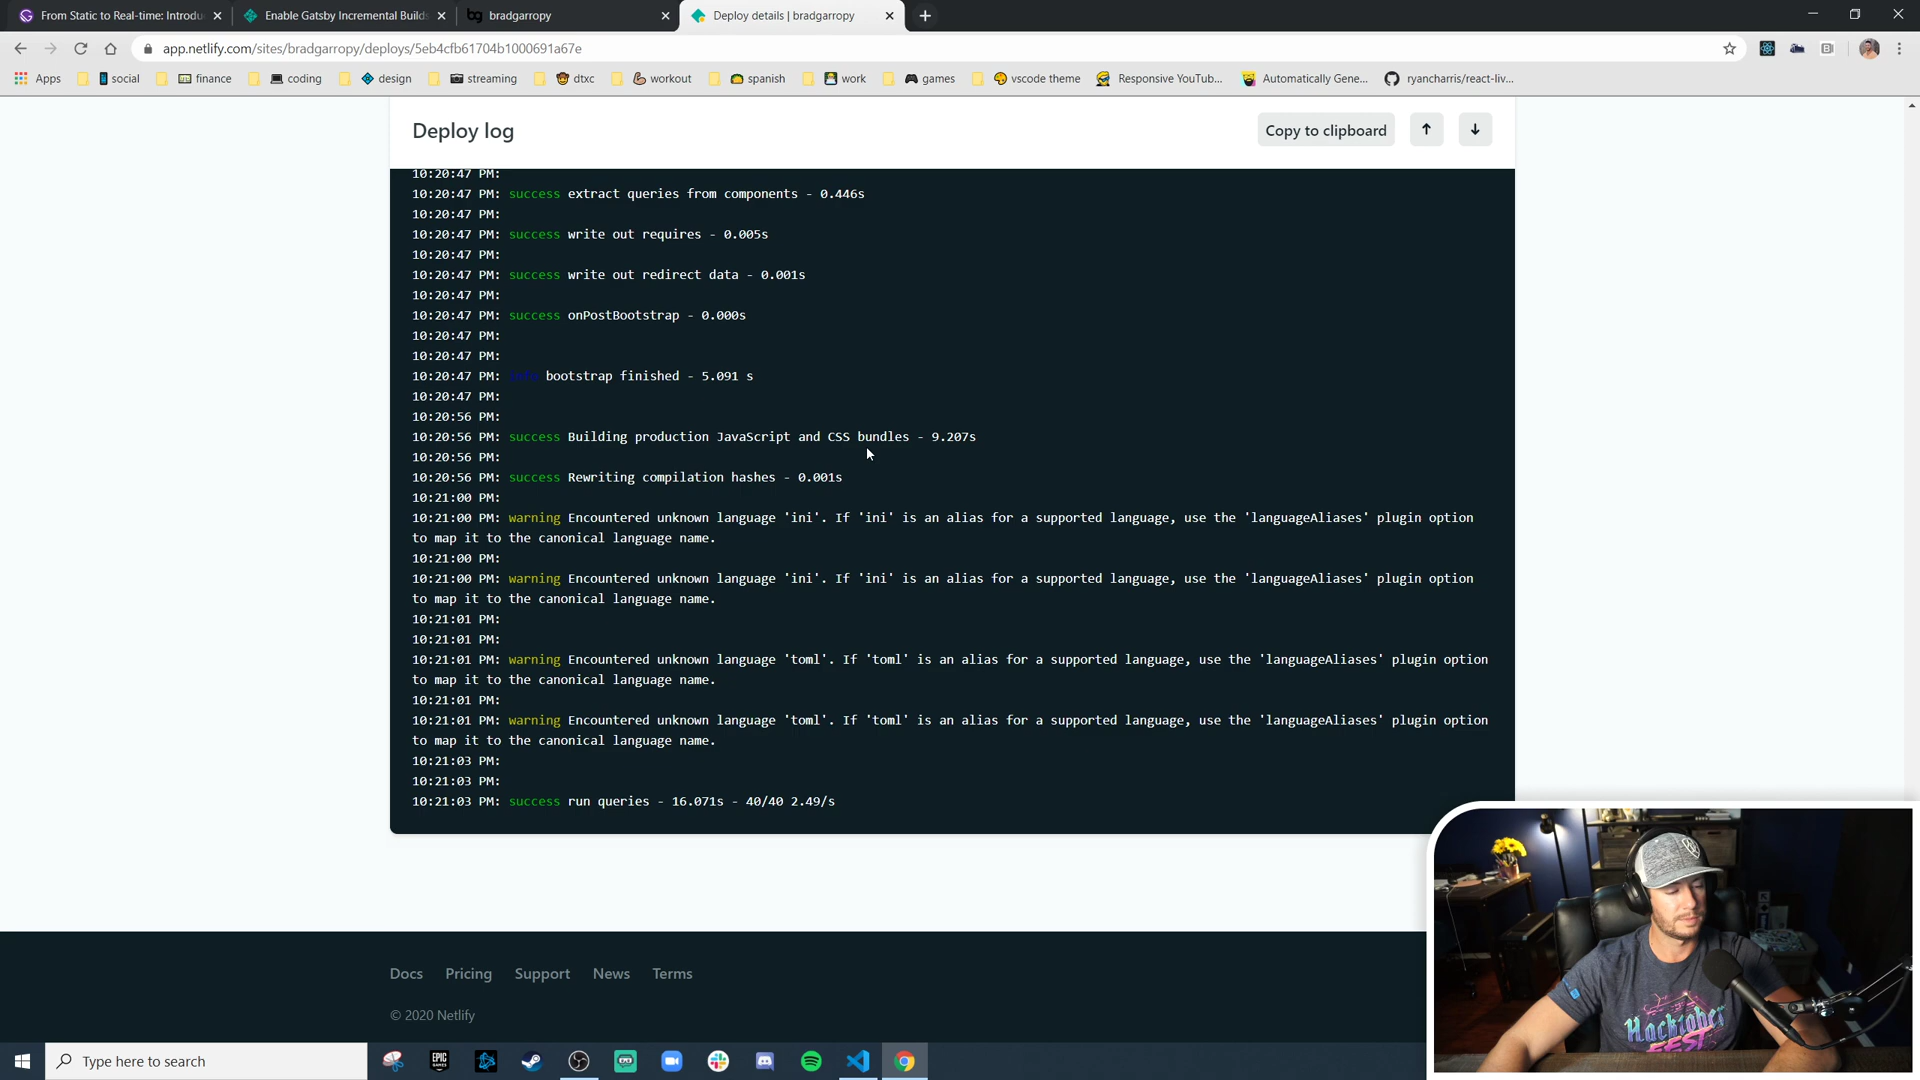 From Static to Real-time: Introdu
Enable Gatsby Incremental Builds
bradgarropy
Deploy details | bradgarropy
app.netlify.com/sites/bradgarropy/deploys/5eb4cfb61704b1000691a67e
Apps
social
finance
coding
design
streaming
dtxc
workout
spanish
work
games
vscode theme
Responsive YouTub...
Automatically Gene...
ryancharris/react-liv...
Deploy log
Copy to clipboard
10:20:47 PM:
10:20:47 PM: success extract queries from components - 0.446s
10:20:47 PM:
10:20:47 PM: success write out requires - 0.005s
10:20:47 PM:
10:20:47 PM: success write out redirect data - 0.001s
10:20:47 PM:
10:20:47 PM: success onPostBootstrap - 0.000s
10:20:47 PM:
10:20:47 PM:
10:20:47 PM: info bootstrap finished - 5.091 s
10:20:47 PM:
10:20:56 PM:
10:20:56 PM: success Building production JavaScript and CSS bundles - 9.207s
10:20:56 PM:
10:20:56 PM: success Rewriting compilation hashes - 0.001s
10:21:00 PM:
10:21:00 PM: warning Encountered unknown language 'ini'. If 'ini' is an alias for a supported language, use the 'languageAliases' plugin option
to map it to the canonical language name.
10:21:00 PM:
10:21:00 PM: warning Encountered unknown language 'ini'. If 'ini' is an alias for a supported language, use the 'languageAliases' plugin option
to map it to the canonical language name.
10:21:01 PM:
10:21:01 PM:
10:21:01 PM: warning Encountered unknown language 'toml'. If 'toml' is an alias for a supported language, use the 'languageAliases' plugin option
to map it to the canonical language name.
10:21:01 PM:
10:21:01 PM: warning Encountered unknown language 'toml'. If 'toml' is an alias for a supported language, use the 'languageAliases' plugin option
to map it to the canonical language name.
10:21:03 PM:
10:21:03 PM:
10:21:03 PM: success run queries - 16.071s - 40/40 2.49/s
Docs
Pricing
Support
News
Terms
© 2020 Netlify
Hacktober
FEST
Type here to search
EPIC
GAMES